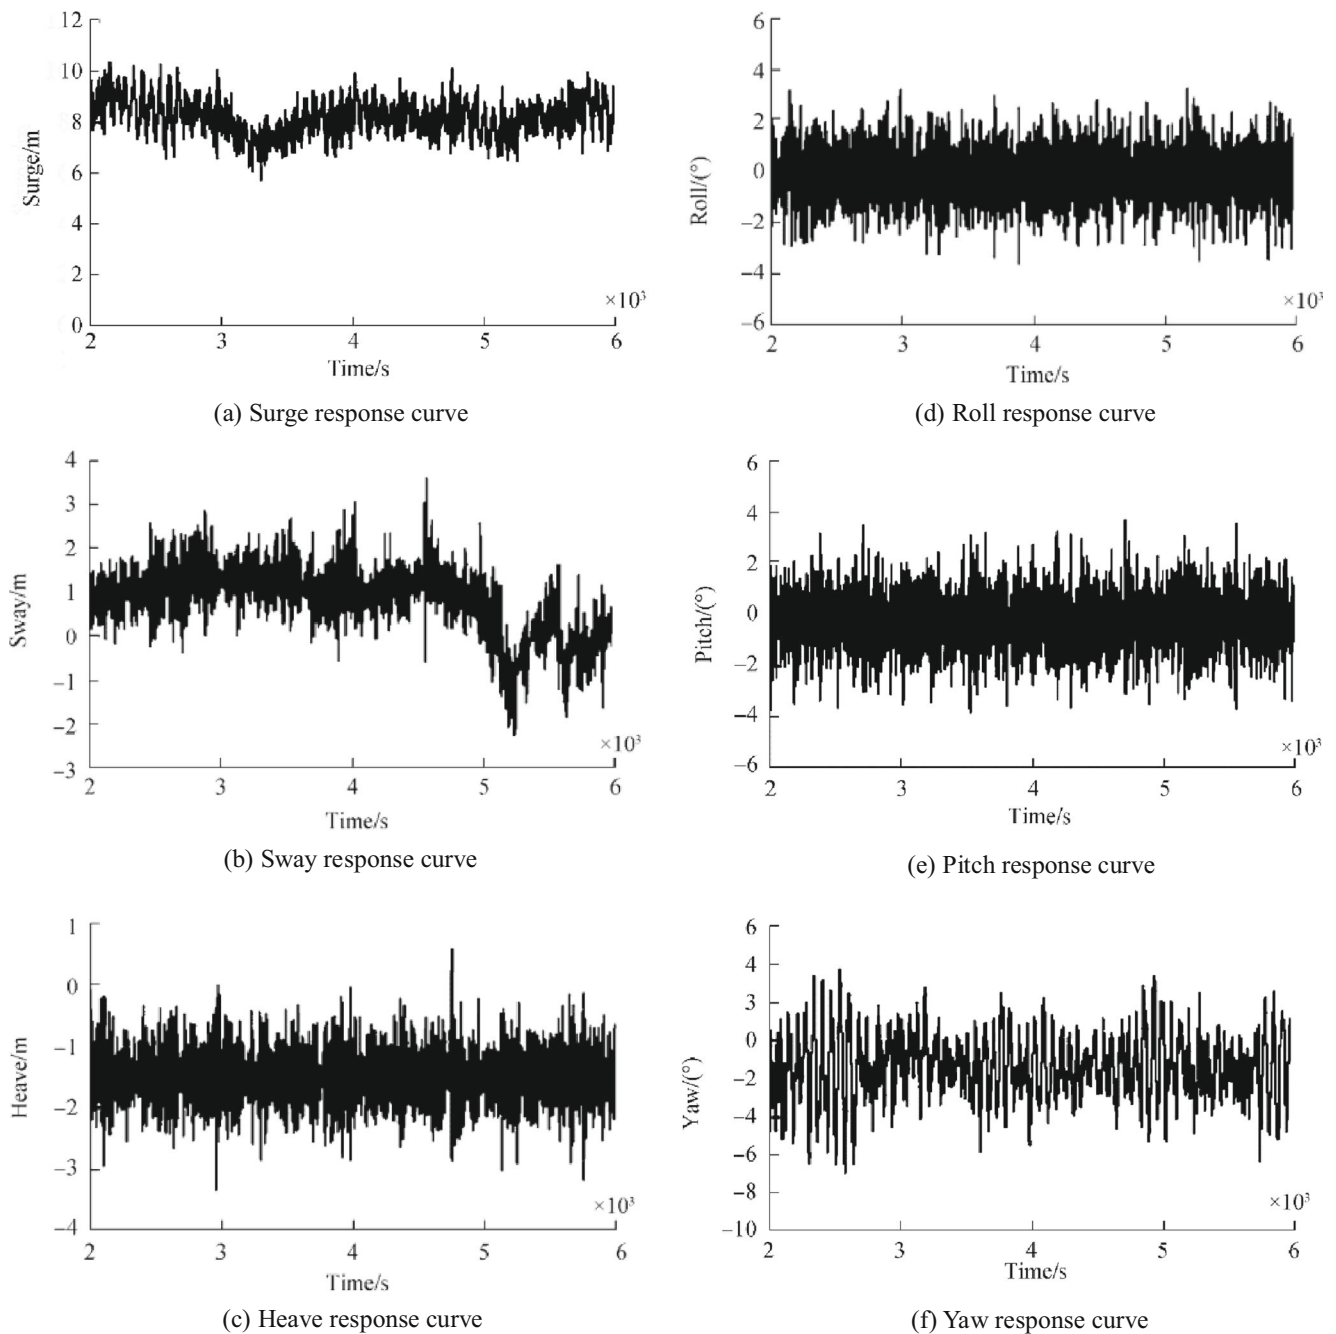 12
10
8
6
4
2
0
Surge/m
×10³
2 3 4 5 6
Time/s
(a) Surge response curve
6
4
2
0
−2
−4
−6
Roll/(°)
×10³
2 3 4 5 6
Time/s
(d) Roll response curve
4
3
2
1
0
−1
−2
−3
Sway/m
×10³
2 3 4 5 6
Time/s
(b) Sway response curve
6
4
2
0
−2
−4
−6
Pitch/(°)
×10³
2 3 4 5 6
Time/s
(e) Pitch response curve
1
0
−1
−2
−3
−4
Heave/m
×10³
2 3 4 5 6
Time/s
(c) Heave response curve
6
4
3
0
−2
−4
−6
−8
−10
Yaw/(°)
×10³
2 3 4 5 6
Time/s
(f) Yaw response curve